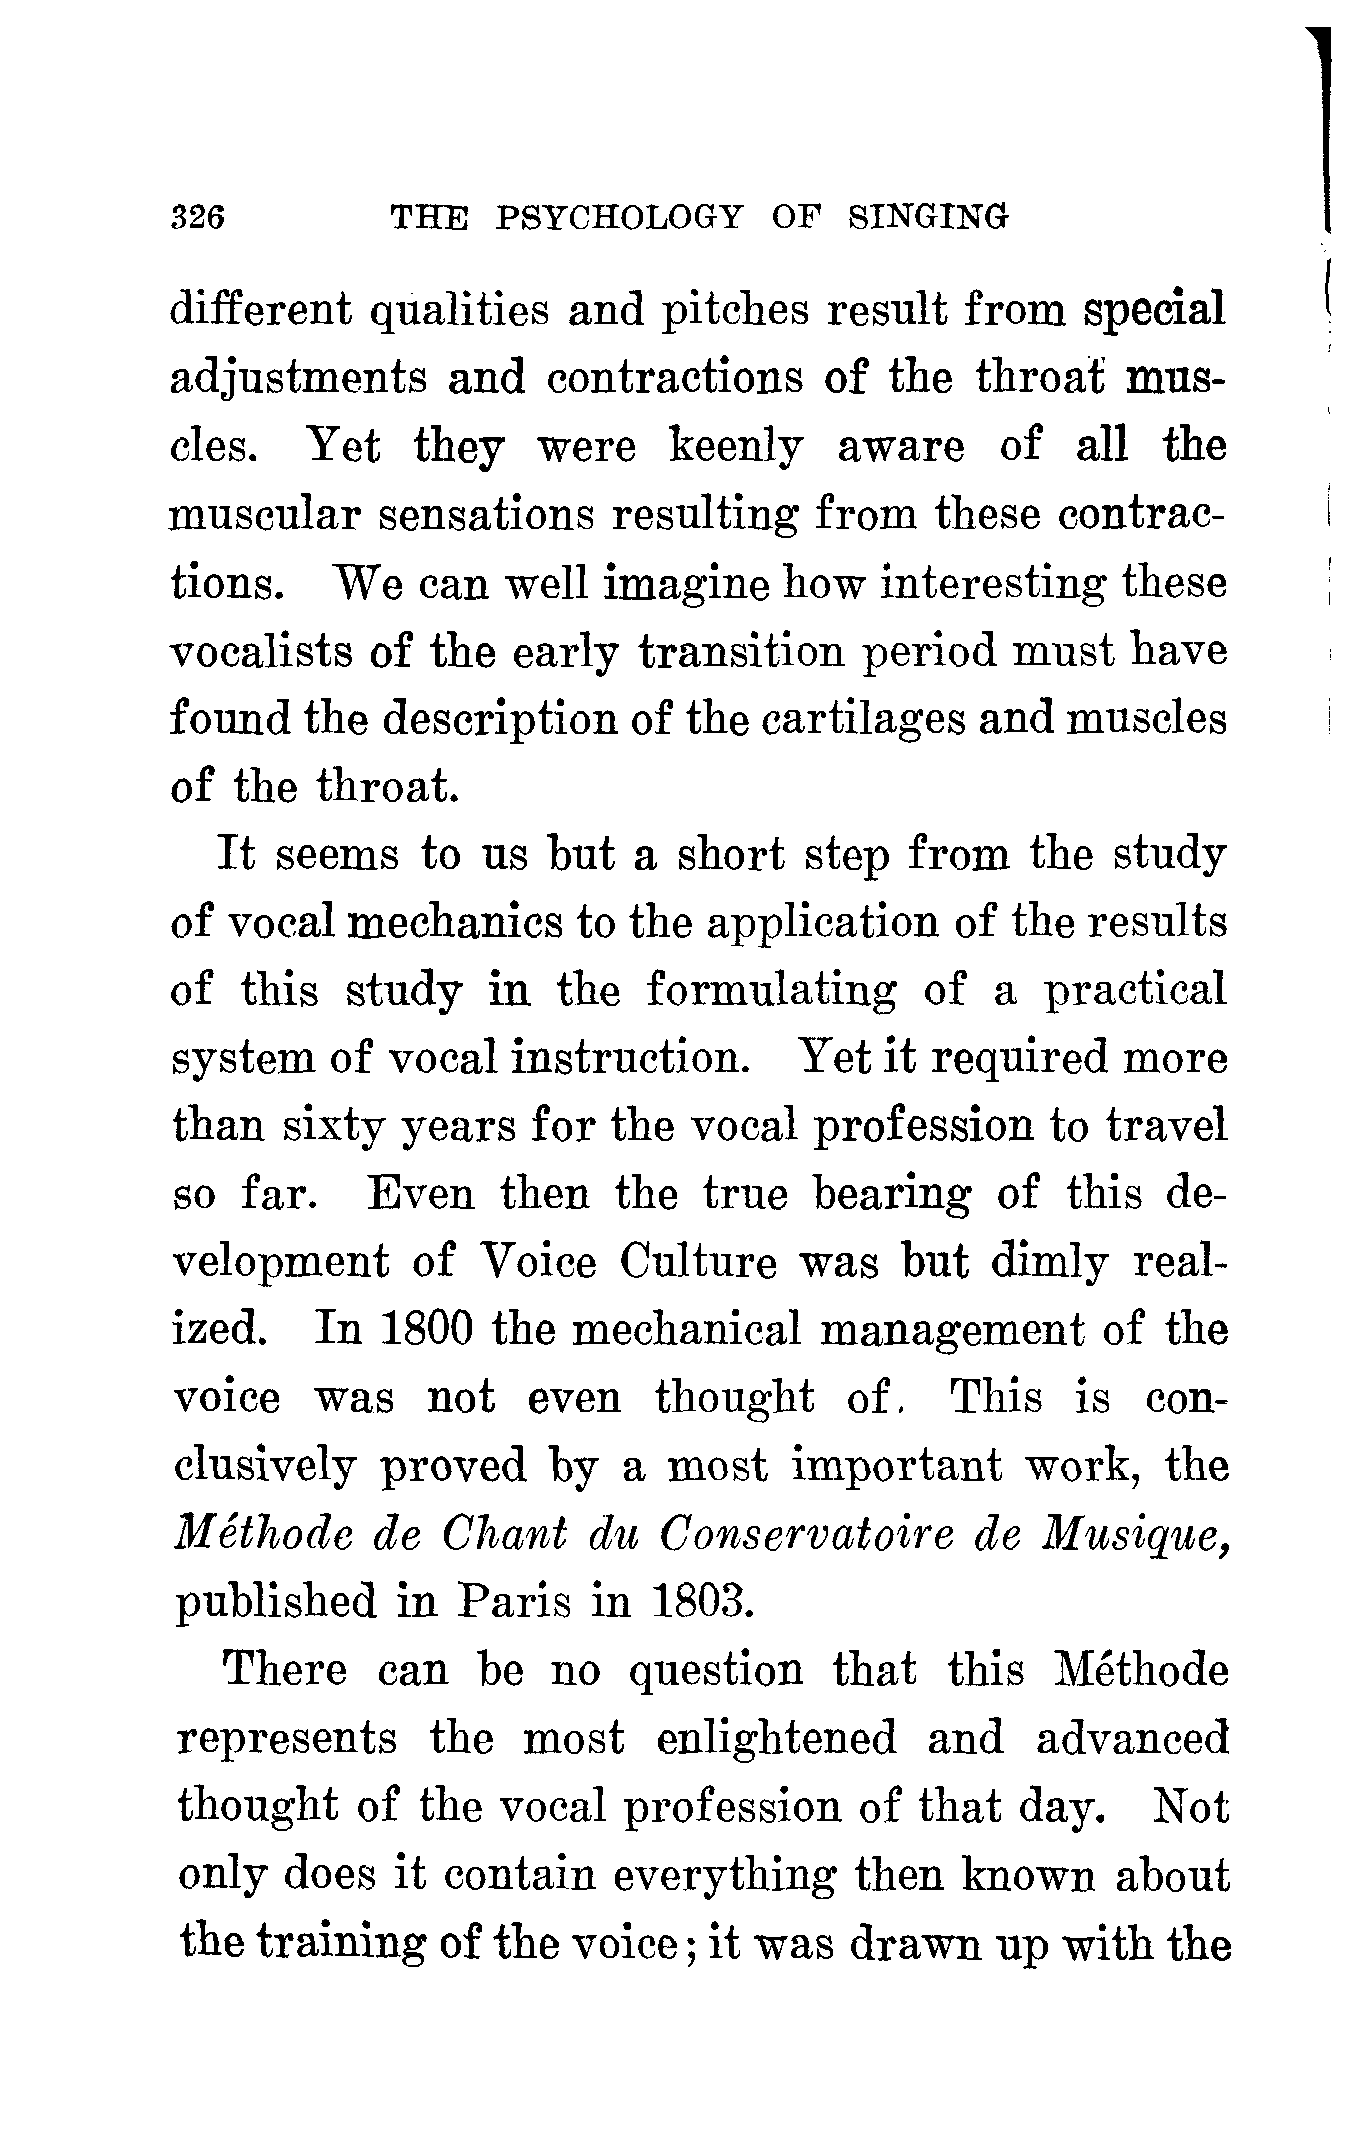 326 THE PSYCHOLOGY OF SINGING
different qualities and pitches result from special
adjustments and contractions of the throat mus-
cles. Yet they were keenly aware of all the
muscular sensations resulting from these contrac-
tions. We can well imagine how interesting these
vocalists of the early transition period must have
found the description of the cartilages and muscles
of the throat.
It seems to us but a short step from the study
of vocal mechanics to the application of the results
of this study in the formulating of a practical
system of vocal instruction. Yet it required more
than sixty years for the vocal profession to travel
so far. Even then the true bearing of this de-
velopment of Voice Culture was but dimly real-
ized. In 1800 the mechanical management of the
voice was not even thought of. This is con-
clusively proved by a most important work, the
Méthode de Chant du Conservatoire de Musique,
published in Paris in 1803.
There can be no question that this Méthode
represents the most enlightened and advanced
thought of the vocal profession of that day. Not
only does it contain everything then known about
the training of the voice; it was drawn up with the